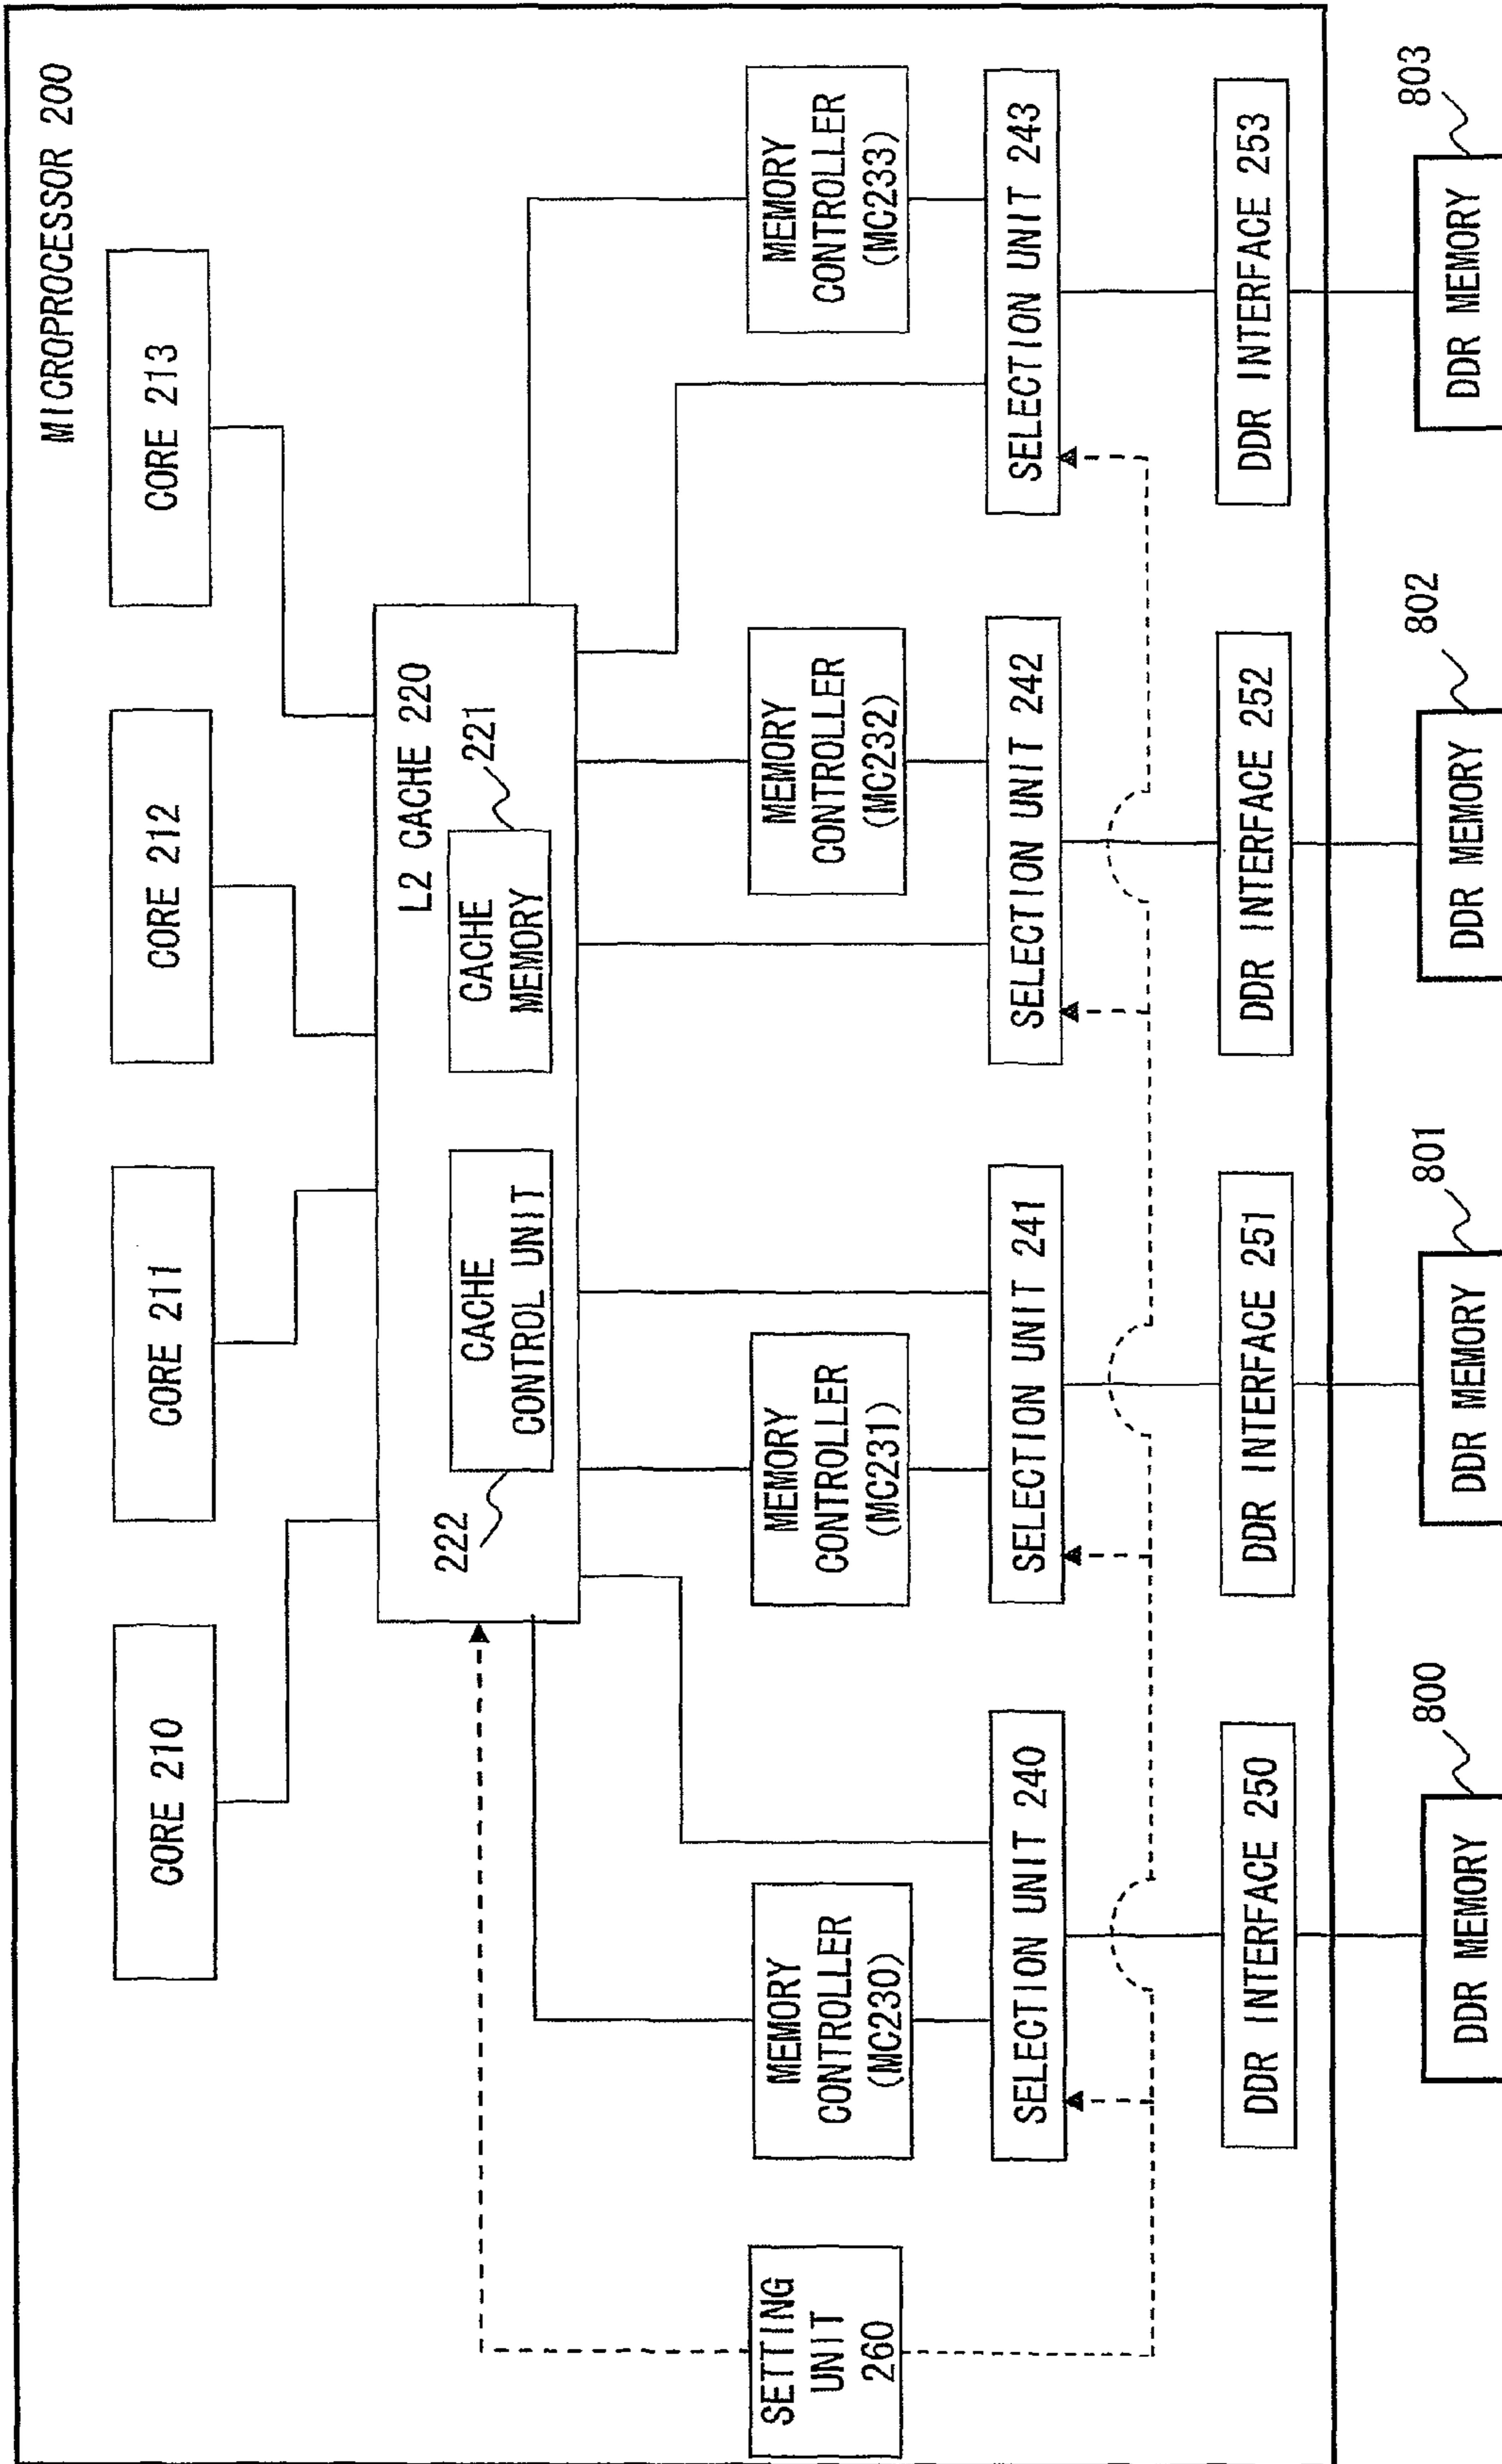 MICROPROCESSOR 200
CORE 210
CORE 211
CORE 212
CORE 213
L2 CACHE 220
222
CACHE
CONTROL UNIT
CACHE
MEMORY
221
SETTING
UNIT
260
MEMORY
CONTROLLER
(MC230)
MEMORY
CONTROLLER
(MC231)
MEMORY
CONTROLLER
(MC232)
MEMORY
CONTROLLER
(MC233)
SELECTION UNIT 240
SELECTION UNIT 241
SELECTION UNIT 242
SELECTION UNIT 243
DDR INTERFACE 250
DDR INTERFACE 251
DDR INTERFACE 252
DDR INTERFACE 253
800
801
802
803
DDR MEMORY
DDR MEMORY
DDR MEMORY
DDR MEMORY